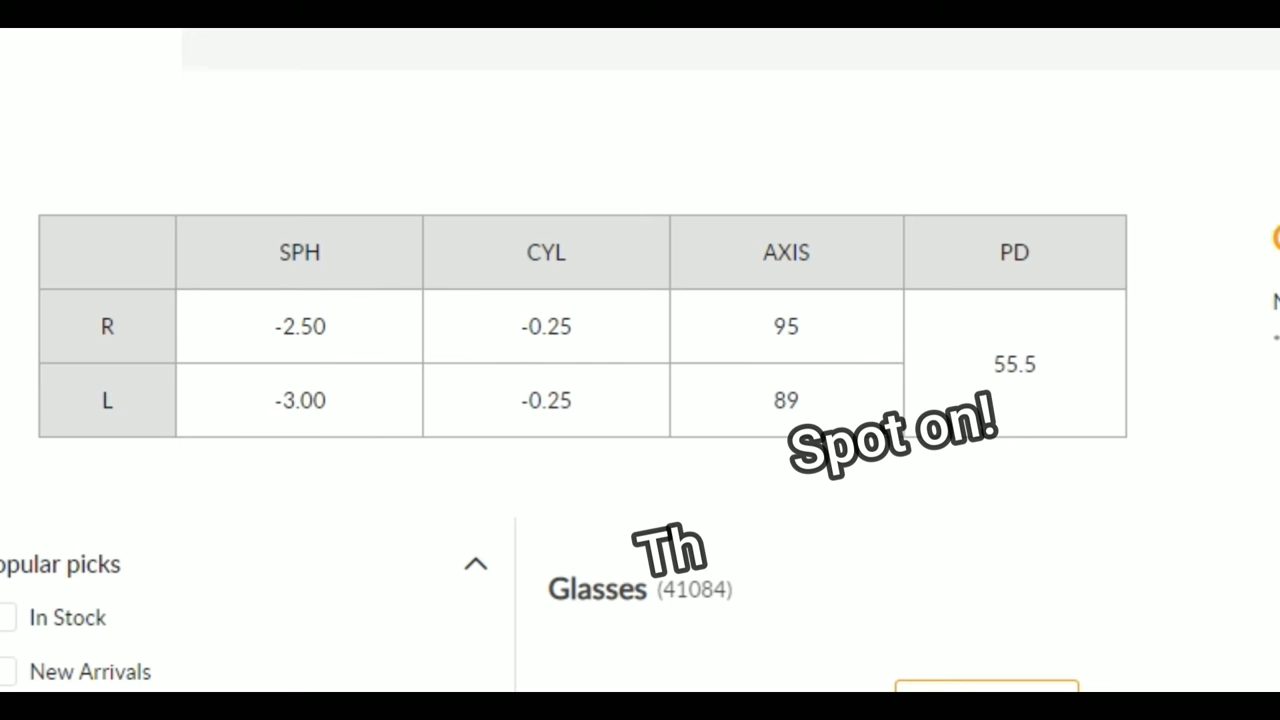 SPH CYL AXIS PD
R -2.50 -0.25 95
55.5
L -3.00 -0.25 89
Spot on!
Th
opular picks
Glasses (41084)
In Stock
New Arrivals